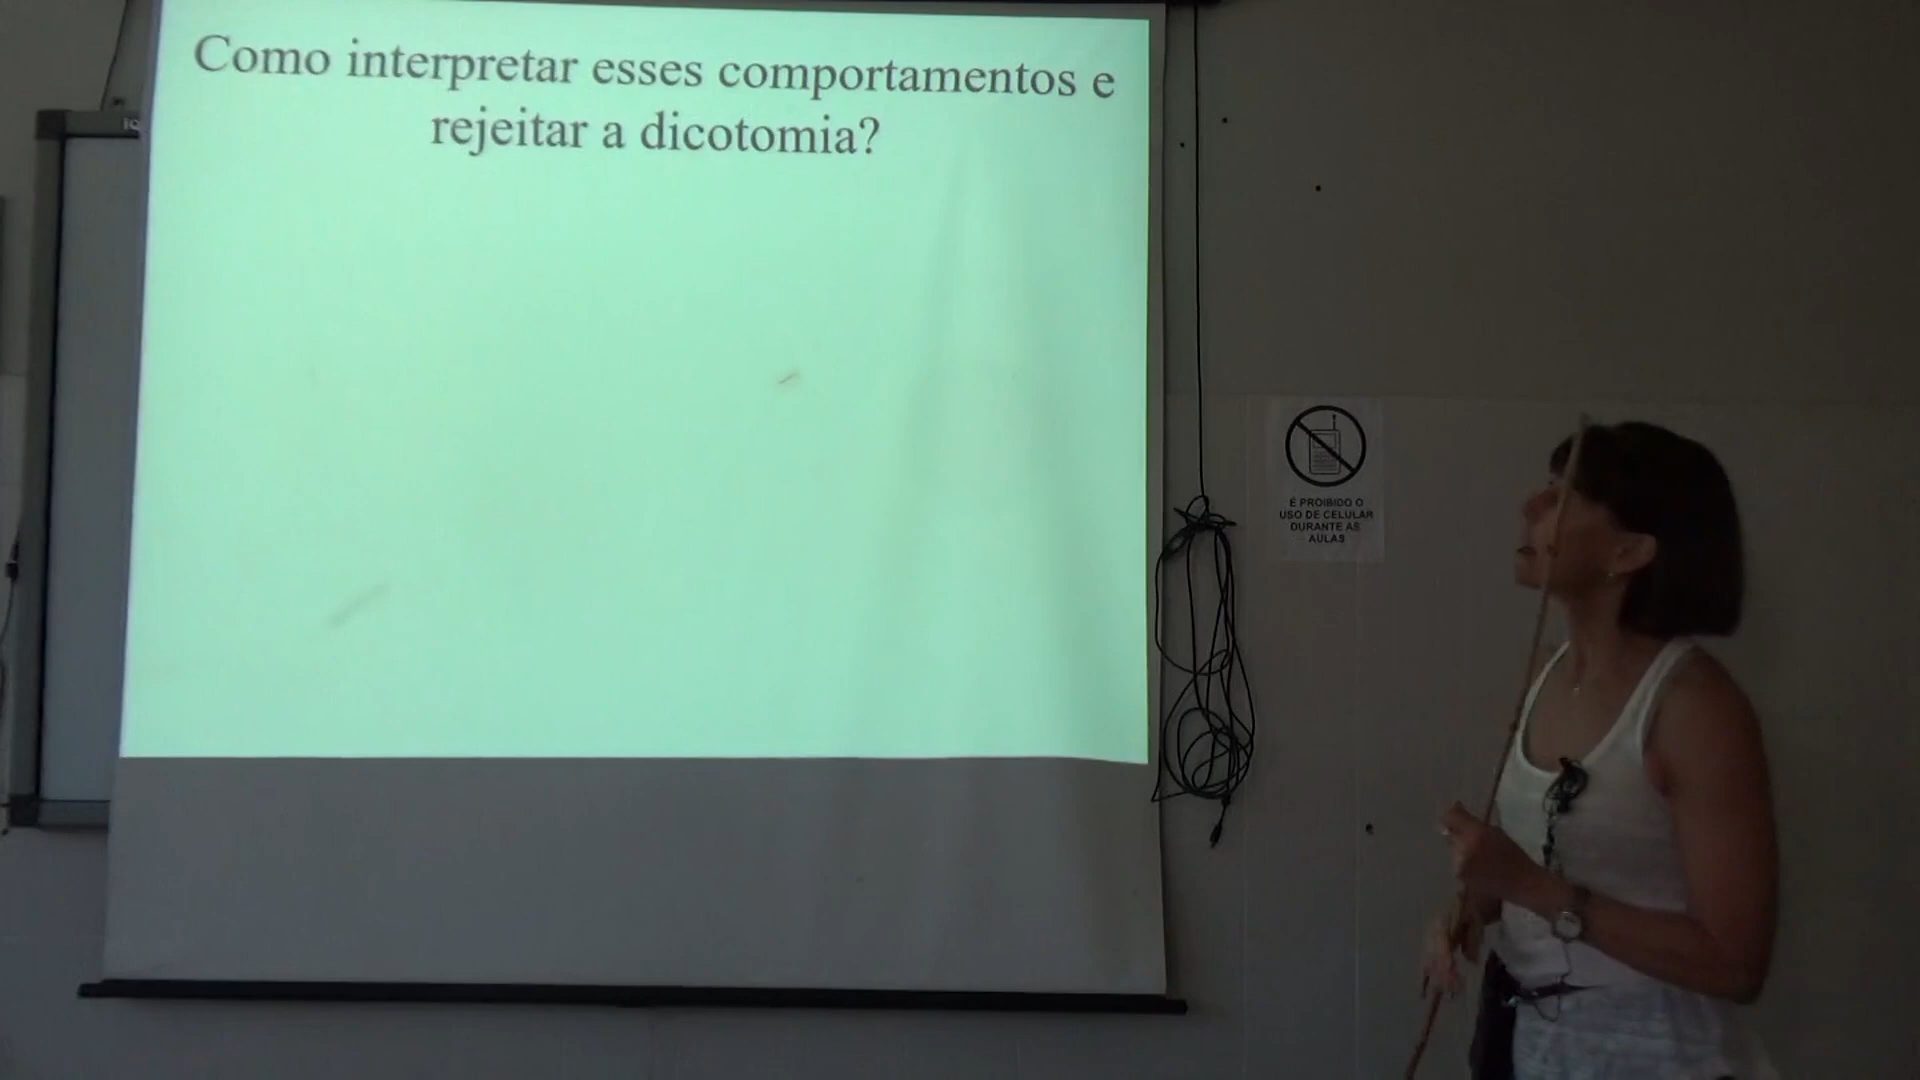 Como interpretar esses comportamentos e
rejeitar a dicotomia?
É PROIBIDO O
USO DE CELULAR
DURANTE AS
AULAS